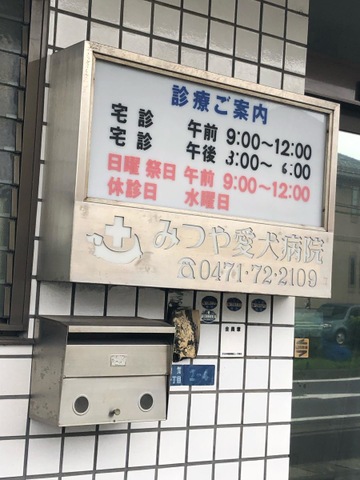 診療ご案内
宅診 午前 9:00～12:00
宅診 午後 3:00～6:00
日曜 祭日 午前 9:00～12:00
休診日 水曜日
みつや愛犬病院
☎0471・72・2109